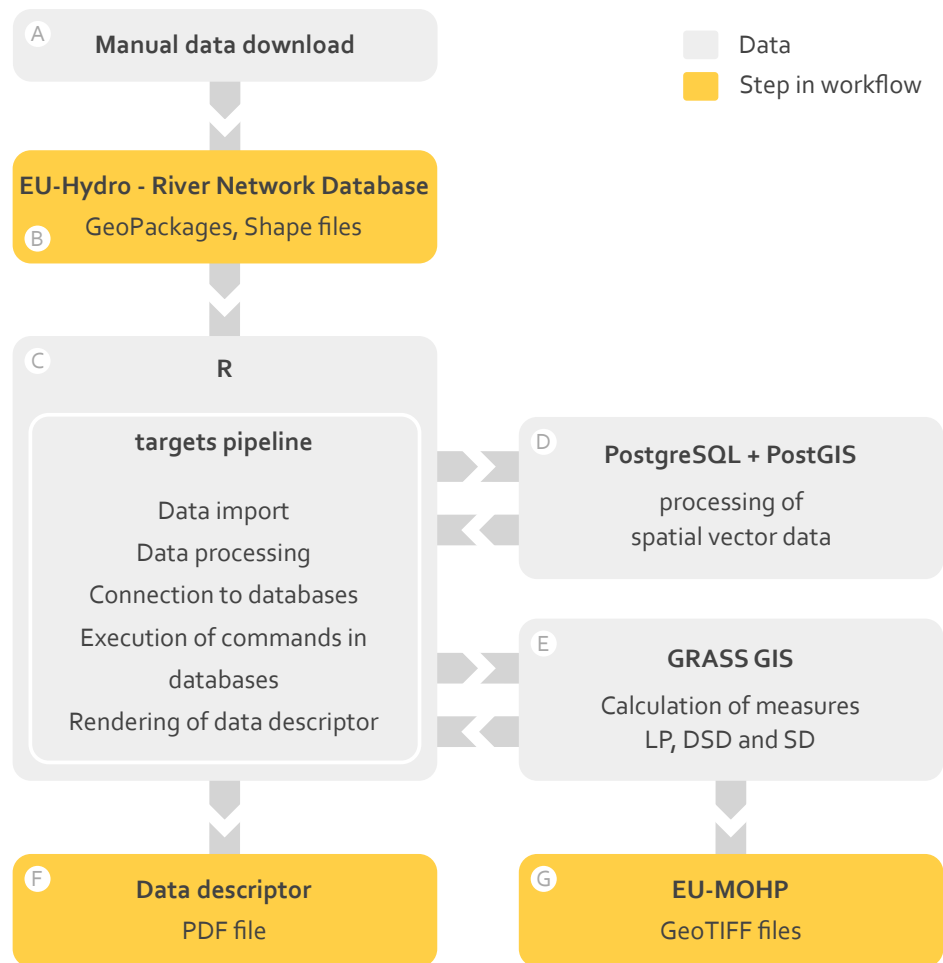 A
Manual data download
Data
Step in workflow
EU-Hydro - River Network Database
GeoPackages, Shape files
B
C
R
targets pipeline
Data import
Data processing
Connection to databases
Execution of commands in
databases
Rendering of data descriptor
D
PostgreSQL + PostGIS
processing of
spatial vector data
E
GRASS GIS
Calculation of measures
LP, DSD and SD
F
Data descriptor
PDF file
G
EU-MOHP
GeoTIFF files